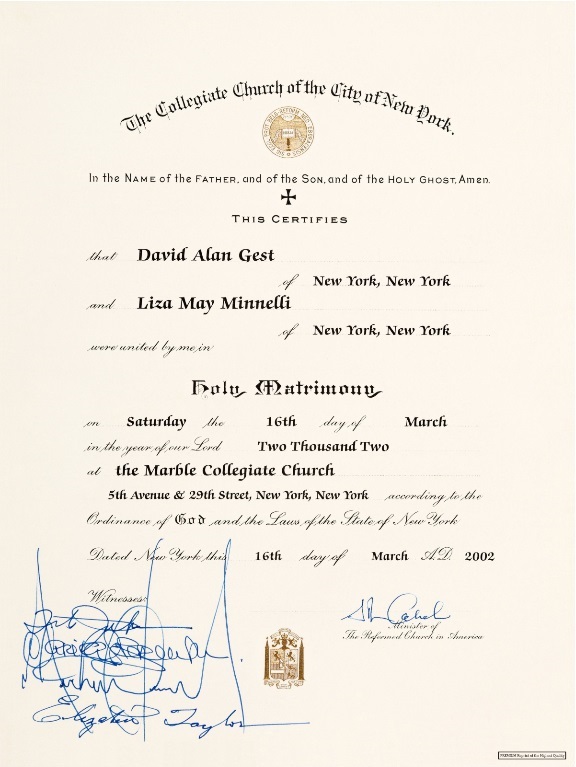 The Collegiate Church of the City of New York.
In the NAME of the FATHER, and of the SON, and of the HOLY GHOST, Amen.
THIS CERTIFIES
that David Alan Gest
of New York, New York
and Liza May Minnelli
of New York, New York
were united by me in
Holy Matrimony
on Saturday the 16th day of March
in the year of our Lord Two Thousand Two
at the Marble Collegiate Church
5th Avenue & 29th Street, New York, New York according to the
Ordinance of God and the Laws of the State of New York
Dated New York this 16th day of March A.D. 2002
Witnesses
Elizabeth Taylor
Minister of
The Reformed Church in America